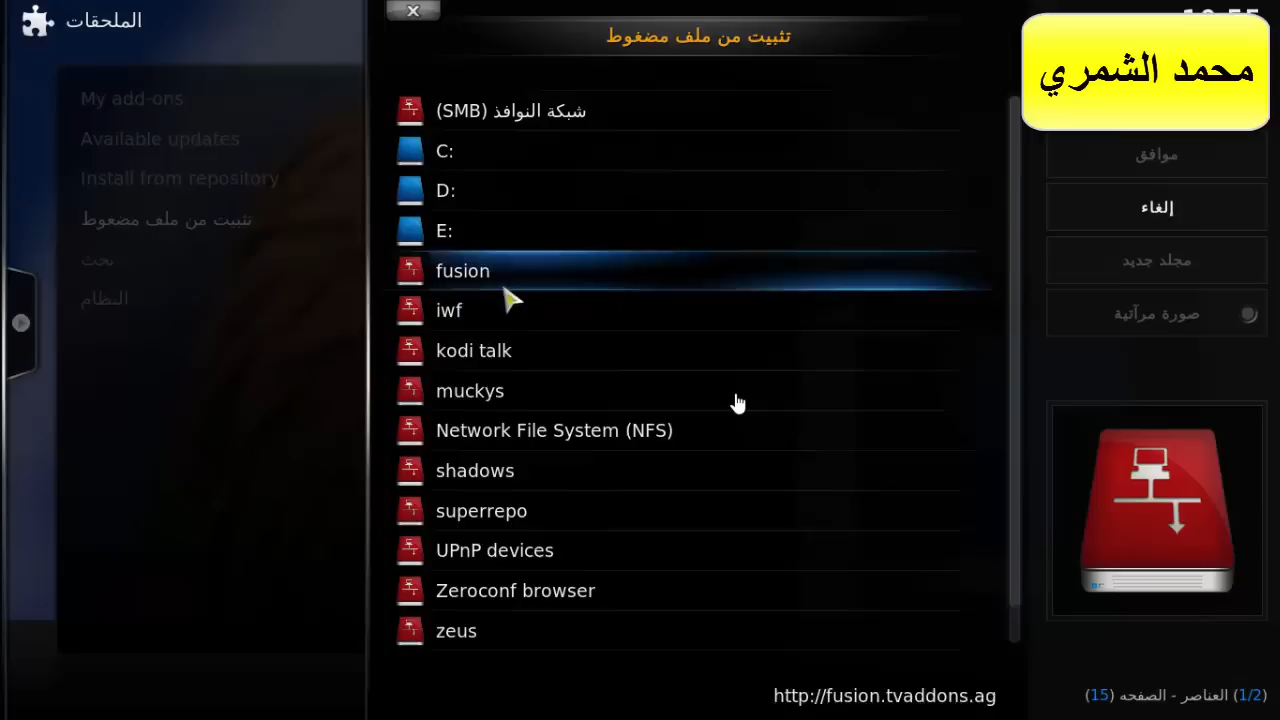 الملحقات
تثبيت من ملف مضغوط
محمد الشمري
My add-ons
Available updates
Install from repository
تثبيت من ملف مضغوط
بحث
النظام
شبكة النوافذ (SMB)
C:
D:
E:
fusion
iwf
kodi talk
muckys
Network File System (NFS)
shadows
superrepo
UPnP devices
Zeroconf browser
zeus
موافق
إلغاء
مجلد جديد
صورة مرآتية
http://fusion.tvaddons.ag
(1/2) العناصر - الصفحه (15)